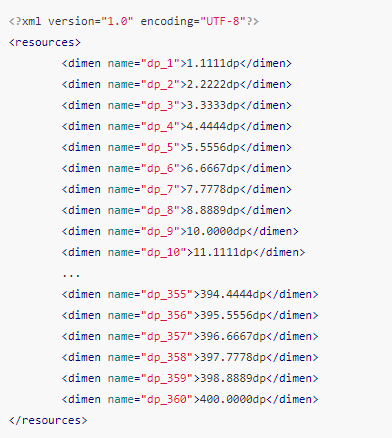 <?xml version="1.0" encoding="UTF-8"?>
<resources>
<dimen name="dp_1">1.1111dp</dimen>
<dimen name="dp_2">2.2222dp</dimen>
<dimen name="dp_3">3.3333dp</dimen>
<dimen name="dp_4">4.4444dp</dimen>
<dimen name="dp_5">5.5556dp</dimen>
<dimen name="dp_6">6.6667dp</dimen>
<dimen name="dp_7">7.7778dp</dimen>
<dimen name="dp_8">8.8889dp</dimen>
<dimen name="dp_9">10.0000dp</dimen>
<dimen name="dp_10">11.1111dp</dimen>
...
<dimen name="dp_355">394.4444dp</dimen>
<dimen name="dp_356">395.5556dp</dimen>
<dimen name="dp_357">396.6667dp</dimen>
<dimen name="dp_358">397.7778dp</dimen>
<dimen name="dp_359">398.8889dp</dimen>
<dimen name="dp_360">400.0000dp</dimen>
</resources>